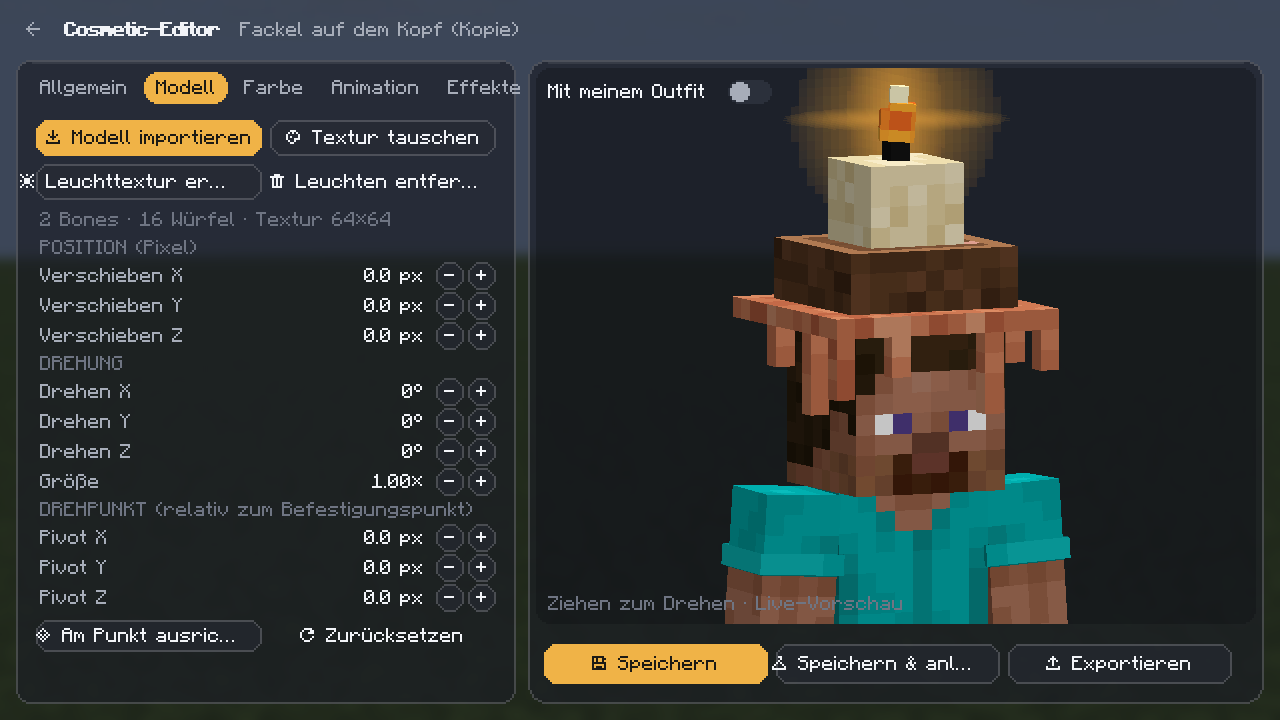 ← Cosmetic-Editor Fackel auf dem Kopf (Kopie)
Allgemein Modell Farbe Animation Effekte
Modell importieren Textur tauschen
Leuchttextur er... Leuchten entfer...
2 Bones · 16 Würfel · Textur 64×64
POSITION (Pixel)
Verschieben X 0.0 px − +
Verschieben Y 0.0 px − +
Verschieben Z 0.0 px − +
DREHUNG
Drehen X 0° − +
Drehen Y 0° − +
Drehen Z 0° − +
Größe 1.00× − +
DREHPUNKT (relativ zum Befestigungspunkt)
Pivot X 0.0 px − +
Pivot Y 0.0 px − +
Pivot Z 0.0 px − +
Am Punkt ausric... Zurücksetzen
Mit meinem Outfit
Ziehen zum Drehen · Live-Vorschau
Speichern Speichern & anl... Exportieren